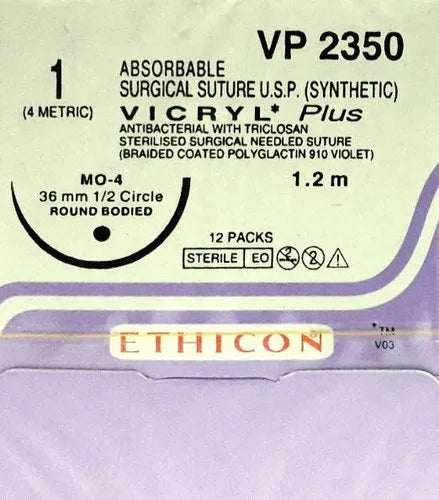 VP 2350
1
(4 METRIC)
ABSORBABLE
SURGICAL SUTURE U.S.P. (SYNTHETIC)
VICRYL* Plus
ANTIBACTERIAL WITH TRICLOSAN
STERILISED SURGICAL NEEDLED SUTURE
(BRAIDED COATED POLYGLACTIN 910 VIOLET)
MO-4
36 mm 1/2 Circle
ROUND BODIED
1.2 m
12 PACKS
STERILE EO
ETHICON
*TM
V03